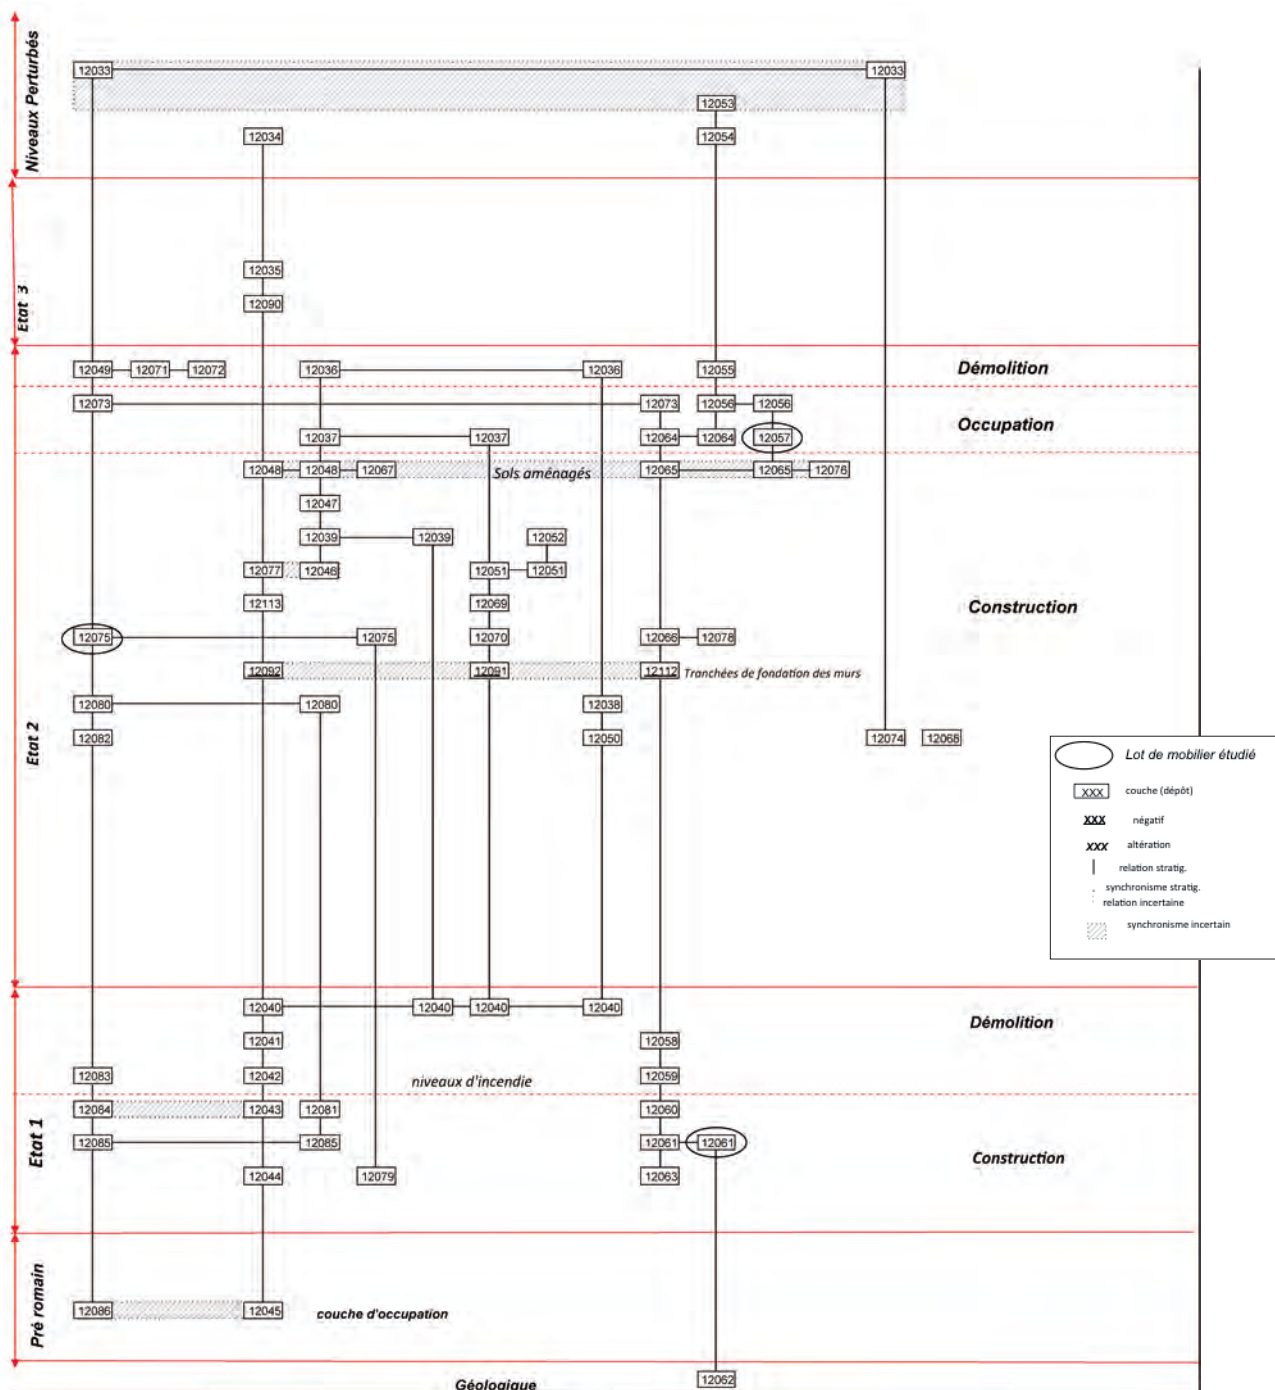 Niveaux Perturbés
12033 12033
12053
12034 12054
Etat 3
12035
12090
12049 12071 12072 12036 12036 12055 Démolition
12073 12073 12056 12056
Occupation
12037 12037 12064 12064 12057
12048 12048 12067 Sols aménagés 12065 12065 12076
12047
12039 12039 12052
12077 12046 12051 12051
12113 12069 Construction
12075 12075 12070 12066 12078
12092 12091 12112 Tranchées de fondation des murs
12080 12080 12038
Etat 2
12082 12050 12074 12068
Lot de mobilier étudié
XXX couche (dépôt)
XXX négatif
XXX altération
relation stratig.
synchronisme stratig.
relation incertaine
synchronisme incertain
12040 12040 12040 12040
Démolition
12041 12058
12083 12042 niveaux d'incendie 12059
12084 12043 12081 12060
Etat 1
12085 12085 12061 12061
Construction
12044 12079 12063
Pré romain
12086 12045 couche d'occupation
12062
Géologique